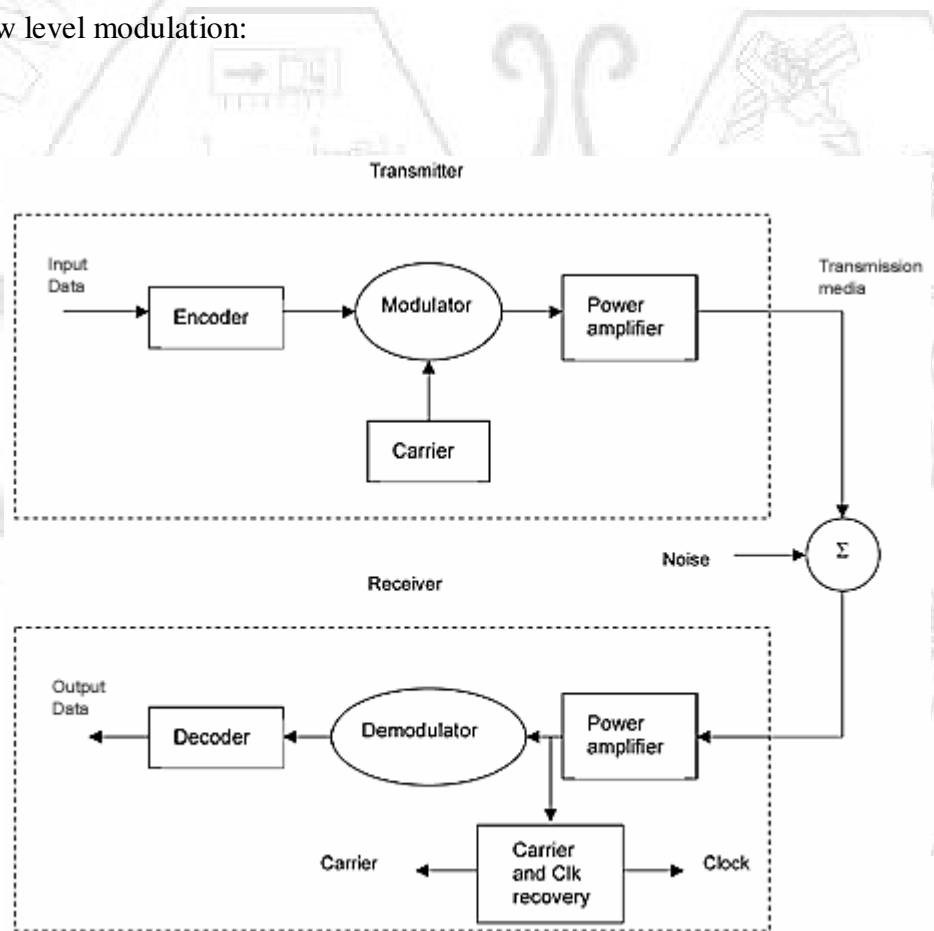 w level modulation:
Transmitter
Input
Data
Encoder
Modulator
Power
amplifier
Transmission
media
Carrier
Noise
Σ
Receiver
Output
Data
Decoder
Demodulator
Power
amplifier
Carrier
Carrier
and Clk
recovery
Clock